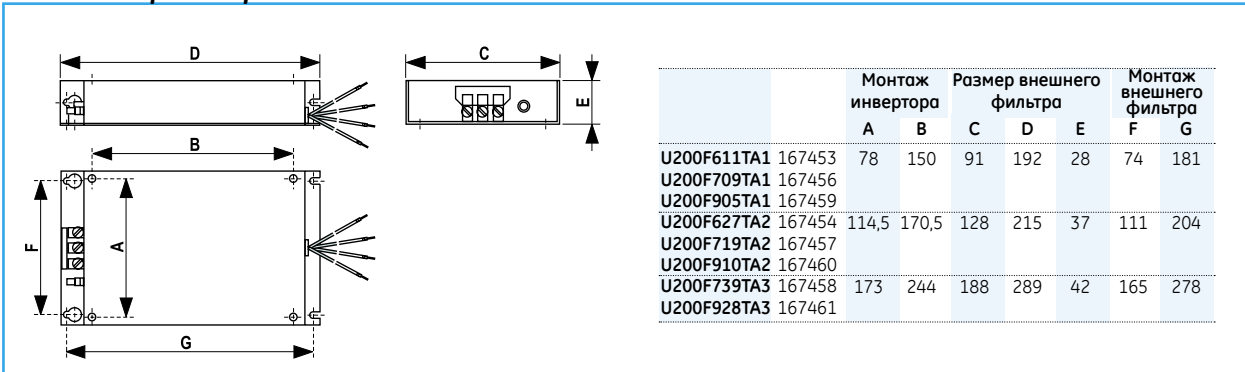 D
C
E
B
F
A
G
Монтаж инвертора
Размер внешнего фильтра
Монтаж внешнего фильтра
A B C D E F G
U200F611TA1 167453 78 150 91 192 28 74 181
U200F709TA1 167456
U200F905TA1 167459
U200F627TA2 167454 114,5 170,5 128 215 37 111 204
U200F719TA2 167457
U200F910TA2 167460
U200F739TA3 167458 173 244 188 289 42 165 278
U200F928TA3 167461